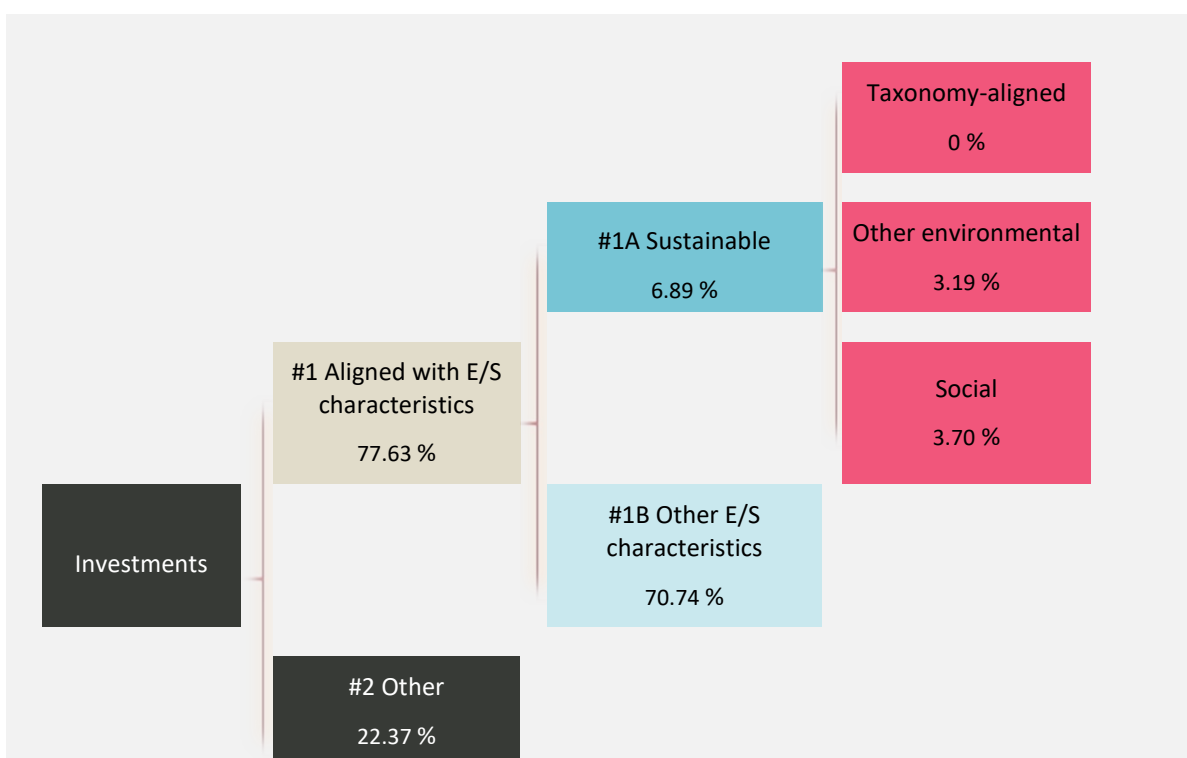 Taxonomy-aligned
0 %
#1A Sustainable
6.89 %
Other environmental
3.19 %
#1 Aligned with E/S
characteristics
77.63 %
Social
3.70 %
Investments
#1B Other E/S
characteristics
70.74 %
#2 Other
22.37 %